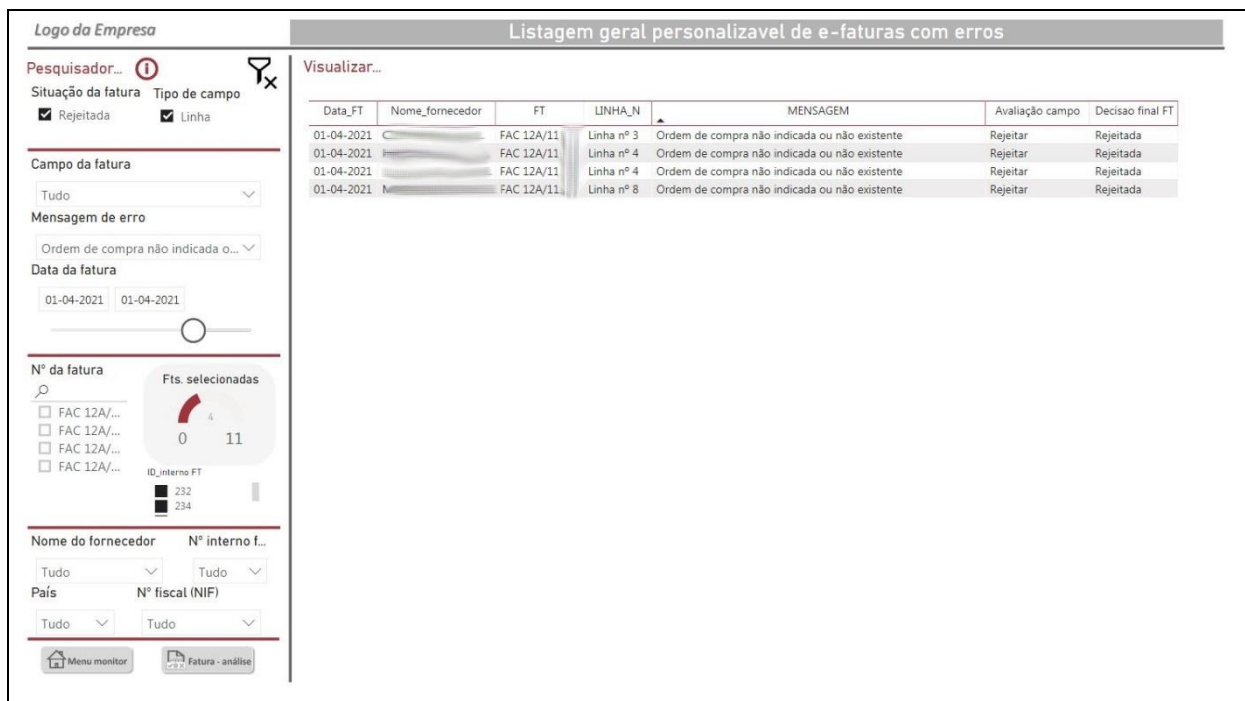 Logo da Empresa
Listagem geral personalizavel de e-faturas com erros
Pesquisador...
Situação da fatura Tipo de campo
Rejeitada Linha
Campo da fatura
Tudo
Mensagem de erro
Ordem de compra não indicada o...
Data da fatura
01-04-2021 01-04-2021
Nº da fatura
FAC 12A/...
FAC 12A/...
FAC 12A/...
FAC 12A/...
Fts. selecionadas
4
0 11
ID_interno FT
232
234
Nome do fornecedor Nº interno f...
Tudo Tudo
País Nº fiscal (NIF)
Tudo Tudo
Menu monitor Fatura - análise
Visualizar...
Data_FT Nome_fornecedor FT LINHA_N MENSAGEM Avaliação campo Decisao final FT
01-04-2021 FAC 12A/11 Linha nº 3 Ordem de compra não indicada ou não existente Rejeitar Rejeitada
01-04-2021 FAC 12A/11 Linha nº 4 Ordem de compra não indicada ou não existente Rejeitar Rejeitada
01-04-2021 FAC 12A/11 Linha nº 4 Ordem de compra não indicada ou não existente Rejeitar Rejeitada
01-04-2021 FAC 12A/11 Linha nº 8 Ordem de compra não indicada ou não existente Rejeitar Rejeitada